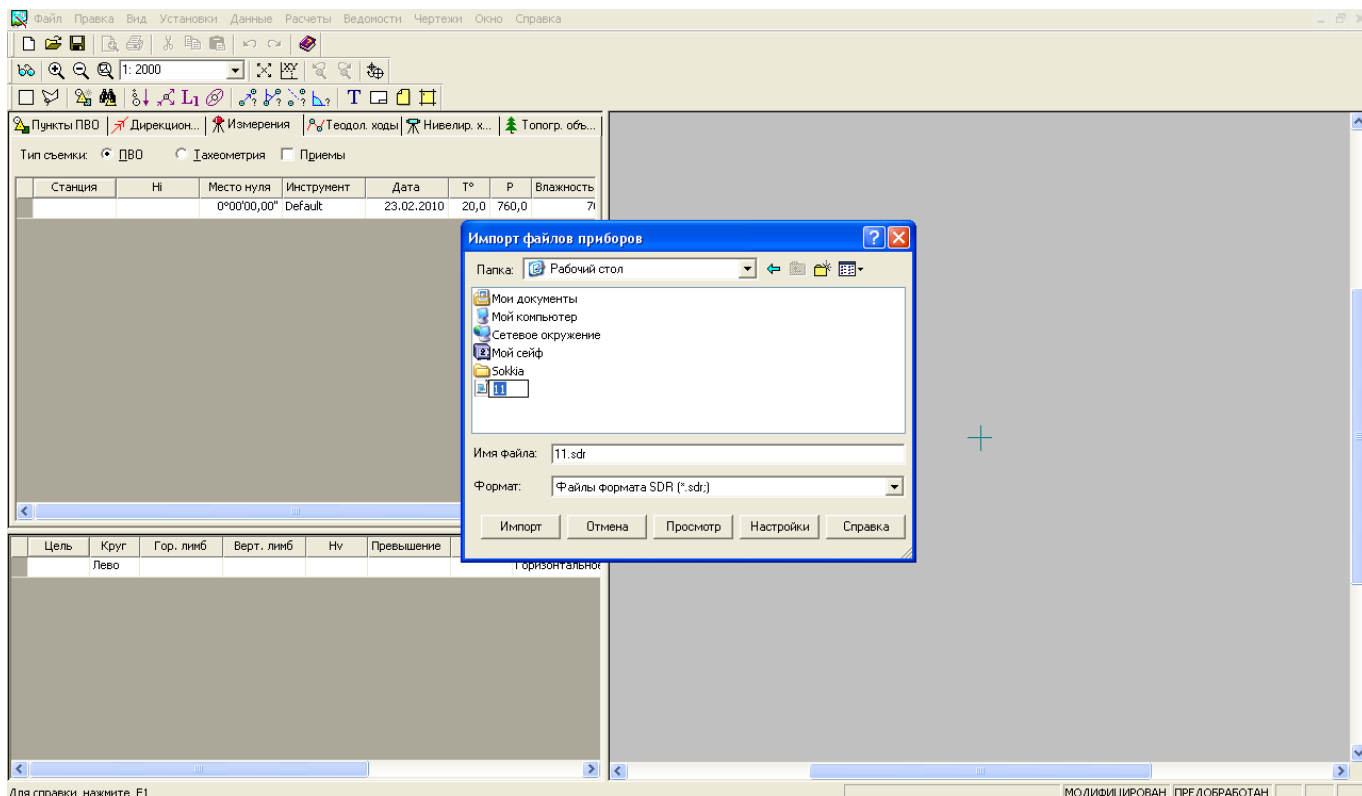 Файл Правка Вид Установки Данные Расчеты Ведомости Чертежи Окно Справка
1: 2000
L1 T
Пункты ПВО Дирекцион... Измерения Теодол. ходы Нивелир. х... Топогр. объ...
Тип съемки: ПВО Тахеометрия Приемы
Станция Hi Место нуля Инструмент Дата T° P Влажность
0°00'00,00" Default 23.02.2010 20,0 760,0
Импорт файлов приборов
Папка: Рабочий стол
Мои документы
Мой компьютер
Сетевое окружение
Мой сейф
Sokkia
11
Имя файла: 11.sdr
Формат: Файлы формата SDR (*.sdr;)
Импорт Отмена Просмотр Настройки Справка
Цель Круг Гор. лимб Верт. лимб Hv Превышение
Лево Горизонтальное
Для справки, нажмите F1
МОДИФИЦИРОВАН ПРЕДОБРАБОТАН